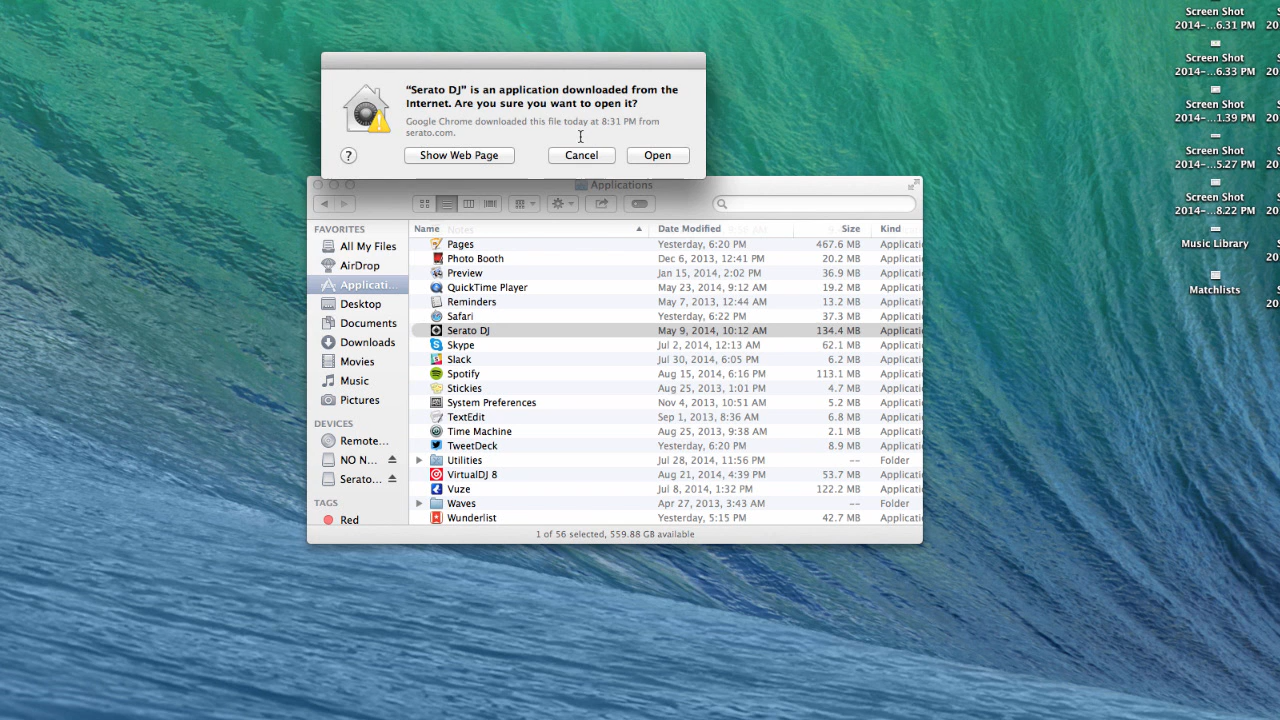 Screen Shot
2014-...6.31 PM
Screen Shot
2014-...6.33 PM
Screen Shot
2014-...1.39 PM
Screen Shot
2014-...5.27 PM
Screen Shot
2014-...8.22 PM
Music Library
Matchlists
“Serato DJ” is an application downloaded from the
Internet. Are you sure you want to open it?
Google Chrome downloaded this file today at 8:31 PM from
serato.com.
?
Show Web Page
Cancel
Open
Applications
FAVORITES
All My Files
AirDrop
Applicati...
Desktop
Documents
Downloads
Movies
Music
Pictures
DEVICES
Remote...
NO N...
Serato...
TAGS
Red
Name Date Modified Size Kind
Notes
Pages Yesterday, 6:20 PM 467.6 MB Applicati
Photo Booth Dec 6, 2013, 12:41 PM 20.2 MB Applicati
Preview Jan 15, 2014, 2:02 PM 36.9 MB Applicati
QuickTime Player May 23, 2014, 9:12 AM 19.2 MB Applicati
Reminders May 7, 2013, 12:44 AM 13.2 MB Applicati
Safari Yesterday, 6:22 PM 37.3 MB Applicati
Serato DJ May 9, 2014, 10:12 AM 134.4 MB Applicati
Skype Jul 2, 2014, 12:13 AM 62.1 MB Applicati
Slack Jul 30, 2014, 6:05 PM 6.2 MB Applicati
Spotify Aug 15, 2014, 6:16 PM 113.1 MB Applicati
Stickies Aug 25, 2013, 1:01 PM 4.7 MB Applicati
System Preferences Nov 4, 2013, 10:51 AM 5.2 MB Applicati
TextEdit Sep 1, 2013, 8:36 AM 6.8 MB Applicati
Time Machine Aug 25, 2013, 9:38 AM 2.1 MB Applicati
TweetDeck Yesterday, 6:20 PM 8.9 MB Applicati
Utilities Jul 28, 2014, 11:56 PM -- Folder
VirtualDJ 8 Aug 21, 2014, 4:39 PM 53.7 MB Applicati
Vuze Jul 8, 2014, 1:32 PM 122.2 MB Applicati
Waves Apr 27, 2013, 3:43 AM -- Folder
Wunderlist Yesterday, 5:15 PM 42.7 MB Applicati
1 of 56 selected, 559.88 GB available